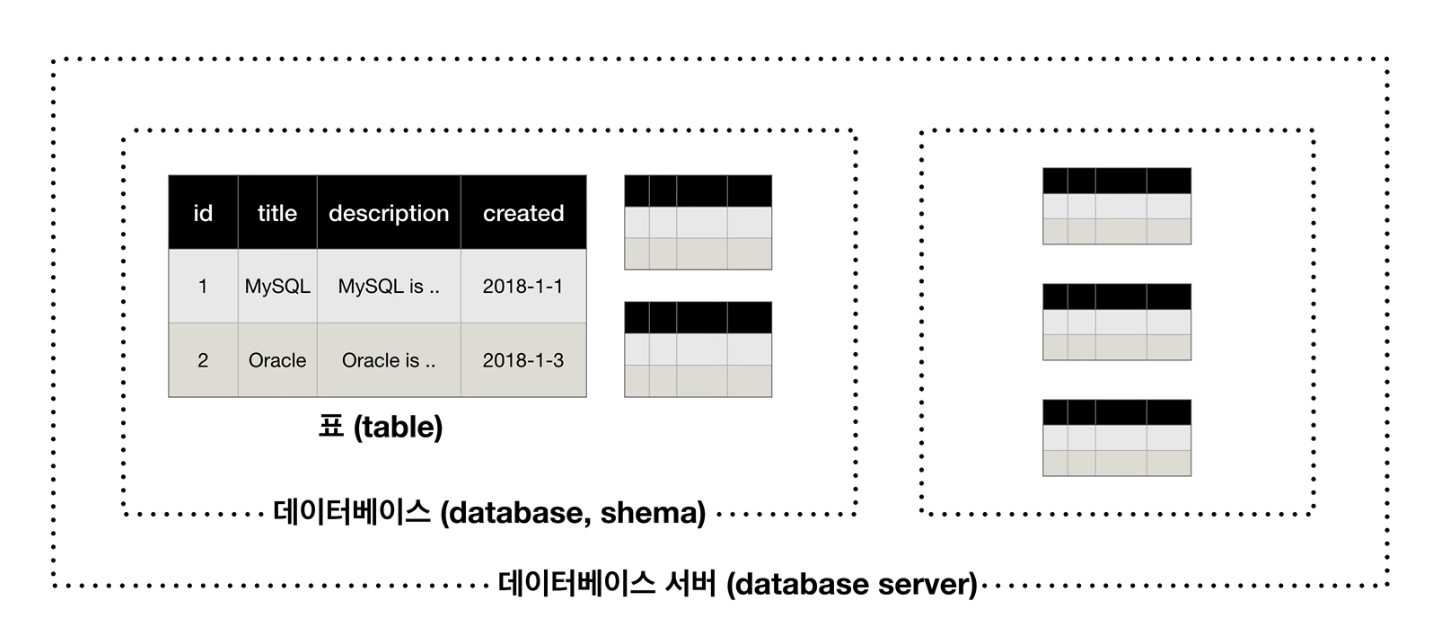 id title description created
1 MySQL MySQL is .. 2018-1-1
2 Oracle Oracle is .. 2018-1-3
표 (table)
데이터베이스 (database, shema)
데이터베이스 서버 (database server)